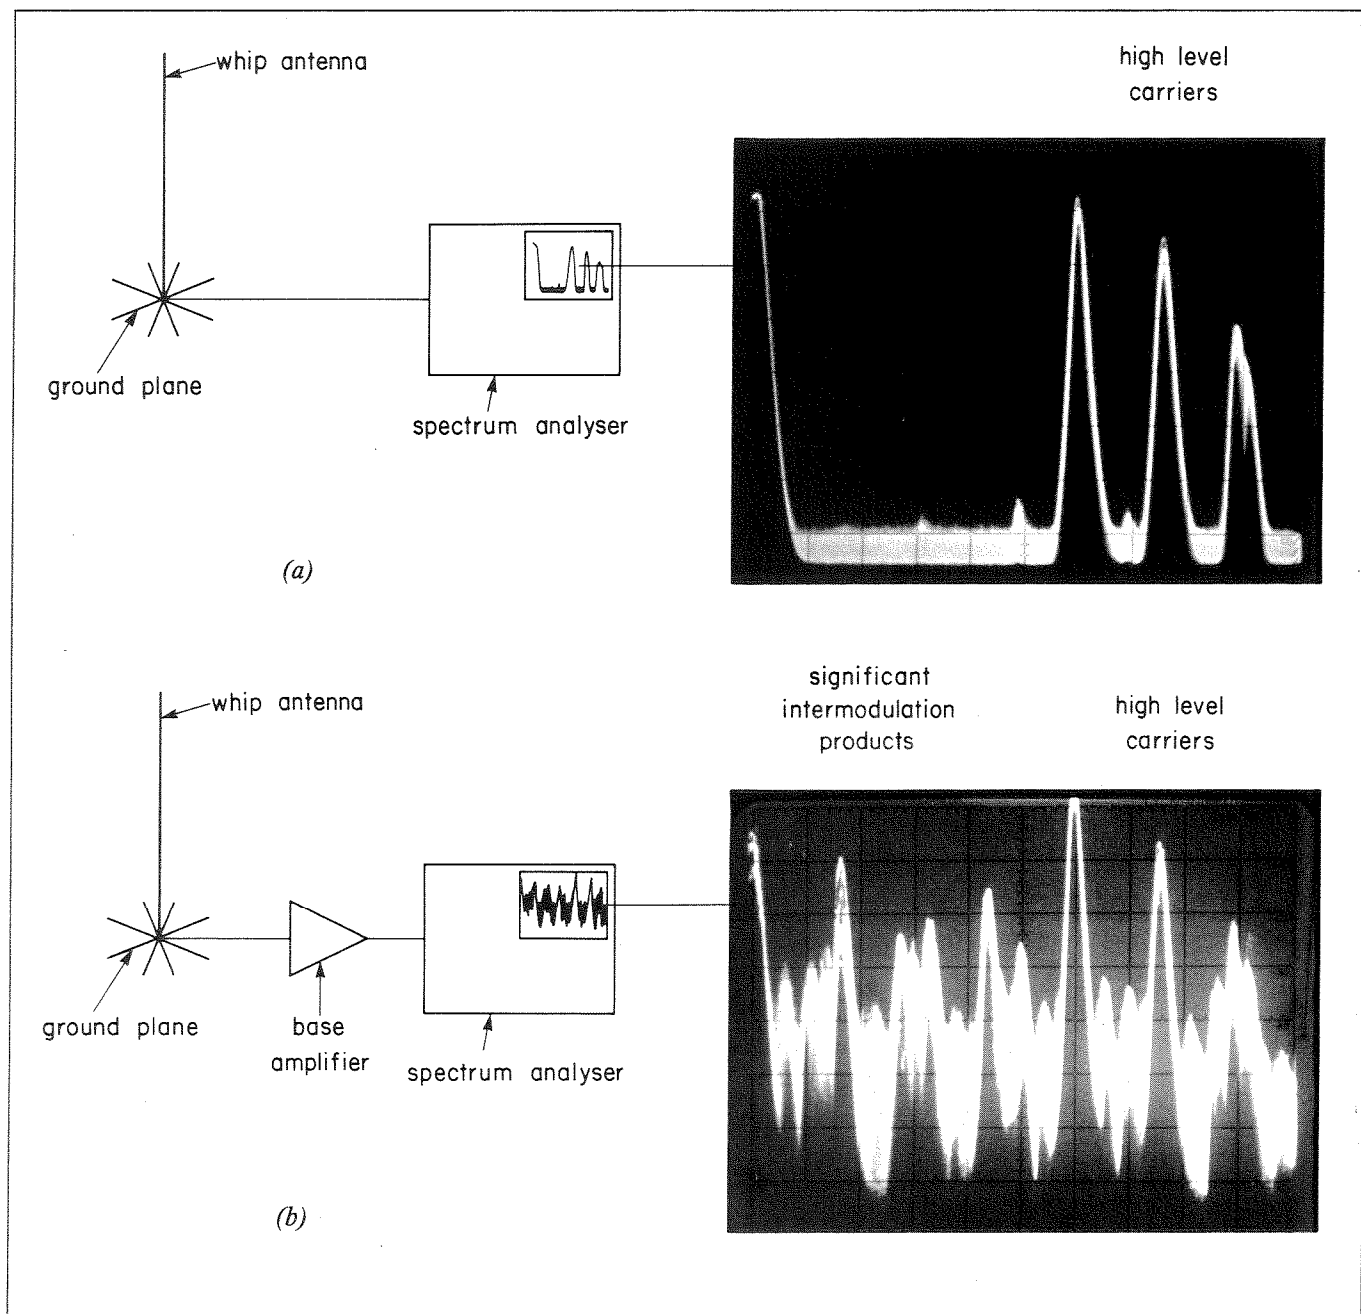 whip antenna
high level
carriers
ground plane
spectrum analyser
(a)
significant
intermodulation
products
whip antenna
high level
carriers
ground plane
base
amplifier
spectrum analyser
(b)